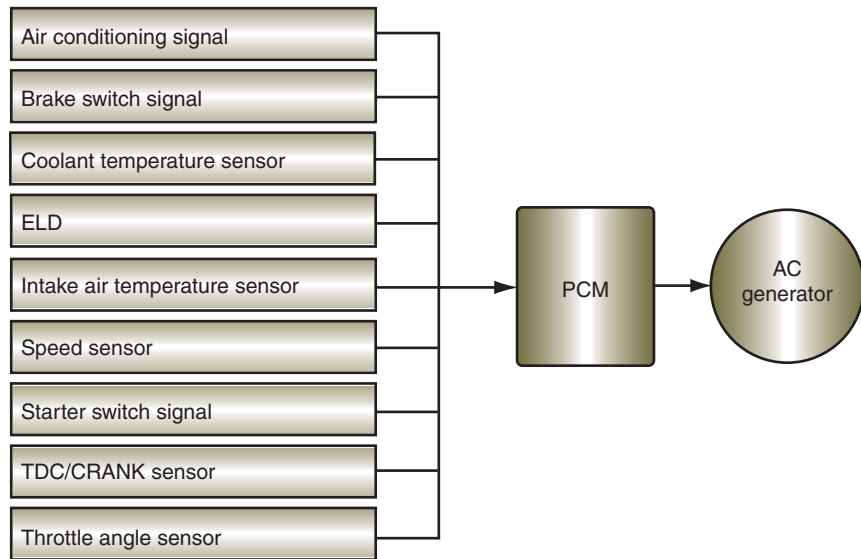 Air conditioning signal
Brake switch signal
Coolant temperature sensor
ELD
Intake air temperature sensor
Speed sensor
Starter switch signal
TDC/CRANK sensor
Throttle angle sensor
PCM
AC
generator